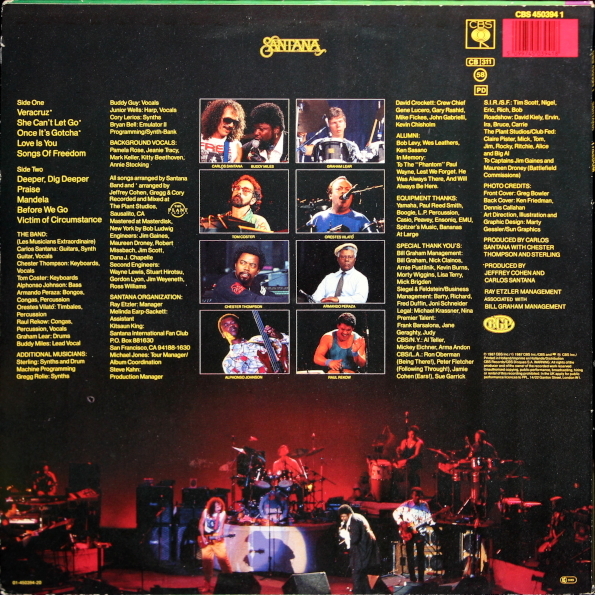 SANTANA
CBS 450394 1
CBS
CB 311
58
PD
Side One
Veracruz*
She Can't Let Go*
Once It's Gotcha*
Love Is You
Songs Of Freedom
Side Two
Deeper, Dig Deeper
Praise
Mandela
Before We Go
Victim of Circumstance
THE BAND:
(Les Musicians Extraordinaire)
Carlos Santana: Guitars, Synth
Guitar, Vocals
Chester Thompson: Keyboards,
Vocals
Tom Coster: Keyboards
Alphonso Johnson: Bass
Armando Peraza: Bongos,
Congas, Percussion
Orestes Vilató: Timbales,
Percussion
Paul Rekow: Congas,
Percussion, Vocals
Graham Lear: Drums
Buddy Miles: Lead Vocal
ADDITIONAL MUSICIANS:
Sterling: Synths and Drum
Machine Programming
Gregg Rolie: Synths
Buddy Guy: Vocals
Junior Wells: Harp, Vocals
Cory Lerios: Synths
Bryan Bell: Emulator II
Programming/Synth-Bank
BACKGROUND VOCALS:
Pamela Rose, Jeanie Tracy,
Mark Keller, Kitty Beethoven,
Annie Stocking
All songs arranged by Santana
Band and * arranged by
Jeffrey Cohen, Gregg & Cory
Recorded and Mixed at
The Plant Studios,
Sausalito, CA
Mastered at Masterdisk,
New York by Bob Ludwig
Engineers: Jim Gaines,
Maureen Droney, Robert
Missbach, Jim Scott,
Dana J. Chapelle
Second Engineers:
Wayne Lewis, Stuart Hirotsu,
Gordon Lyon, Jim Weyeneth,
Ross Williams
SANTANA ORGANIZATION:
Ray Etzler: Manager
Melinda Earp-Sackett:
Assistant
Kitsaun King:
Santana International Fan Club
P.O. Box 881630
San Francisco, CA 94188-1630
Michael Jones: Tour Manager/
Album Coordination
Steve Kahn:
Production Manager
CARLOS SANTANA
BUDDY MILES
GRAHAM LEAR
TOM COSTER
ORESTES VILATÓ
CHESTER THOMPSON
ARMANDO PERAZA
ALPHONSO JOHNSON
PAUL REKOW
David Crockett: Crew Chief
Gene Lucero, Gary Rashid,
Mike Fickes, John Gabrielli,
Kevin Chisholm
ALUMNI:
Bob Levy, Wes Leathers,
Ken Sasano
In Memory:
To The "Phantom" Paul
Wayne, Lest We Forget. He
Was Always There, And Will
Always Be Here.
EQUIPMENT THANKS:
Yamaha, Paul Reed Smith,
Boogie, L.P. Percussion,
Casio, Peavey, Ensoniq, EMU,
Spitzer's Music, Bananas
At Large
SPECIAL THANK YOU'S:
Bill Graham Management:
Bill Graham, Nick Clainos,
Arnie Pustilnik, Kevin Burns,
Morty Wiggins, Lisa Terry,
Mick Brigden
Siegel & Feldstein/Business
Management: Barry, Richard,
Fred Duffin, Joni Schneider
Legal: Michael Krassner, Nina
Premier Talent:
Frank Barsalona, Jane
Geraghty, Judy
CBS/N.Y.: Al Teller,
Mickey Eichner, Arma Andon
CBS/L.A.: Ron Oberman
(Being There!), Peter Fletcher
(Following Through!), Jamie
Cohen (Ears!), Sue Garrick
S.I.R./S.F.: Tim Scott, Nigel,
Eric, Rich, Bob
Roadshow: David Kiely, Ervin,
Ira, Bruce, Carrie
The Plant Studios/Club Fed:
Claire Pister, Mick, Tom,
Jim, Rocky, Ritchie, Alice
and Big Al
To Captains Jim Gaines and
Maureen Droney (Battlefield
Commissions)
PHOTO CREDITS:
Front Cover: Greg Bowler
Back Cover: Ken Friedman,
Dennis Callahan
Art Direction, Illustration and
Graphic Design: Marty
Gessler/Sun Graphics
PRODUCED BY CARLOS
SANTANA WITH CHESTER
THOMPSON AND STERLING
*PRODUCED BY
JEFFREY COHEN AND
CARLOS SANTANA
RAY ETZLER MANAGEMENT
ASSOCIATED WITH
BILL GRAHAM MANAGEMENT
01-450394-20